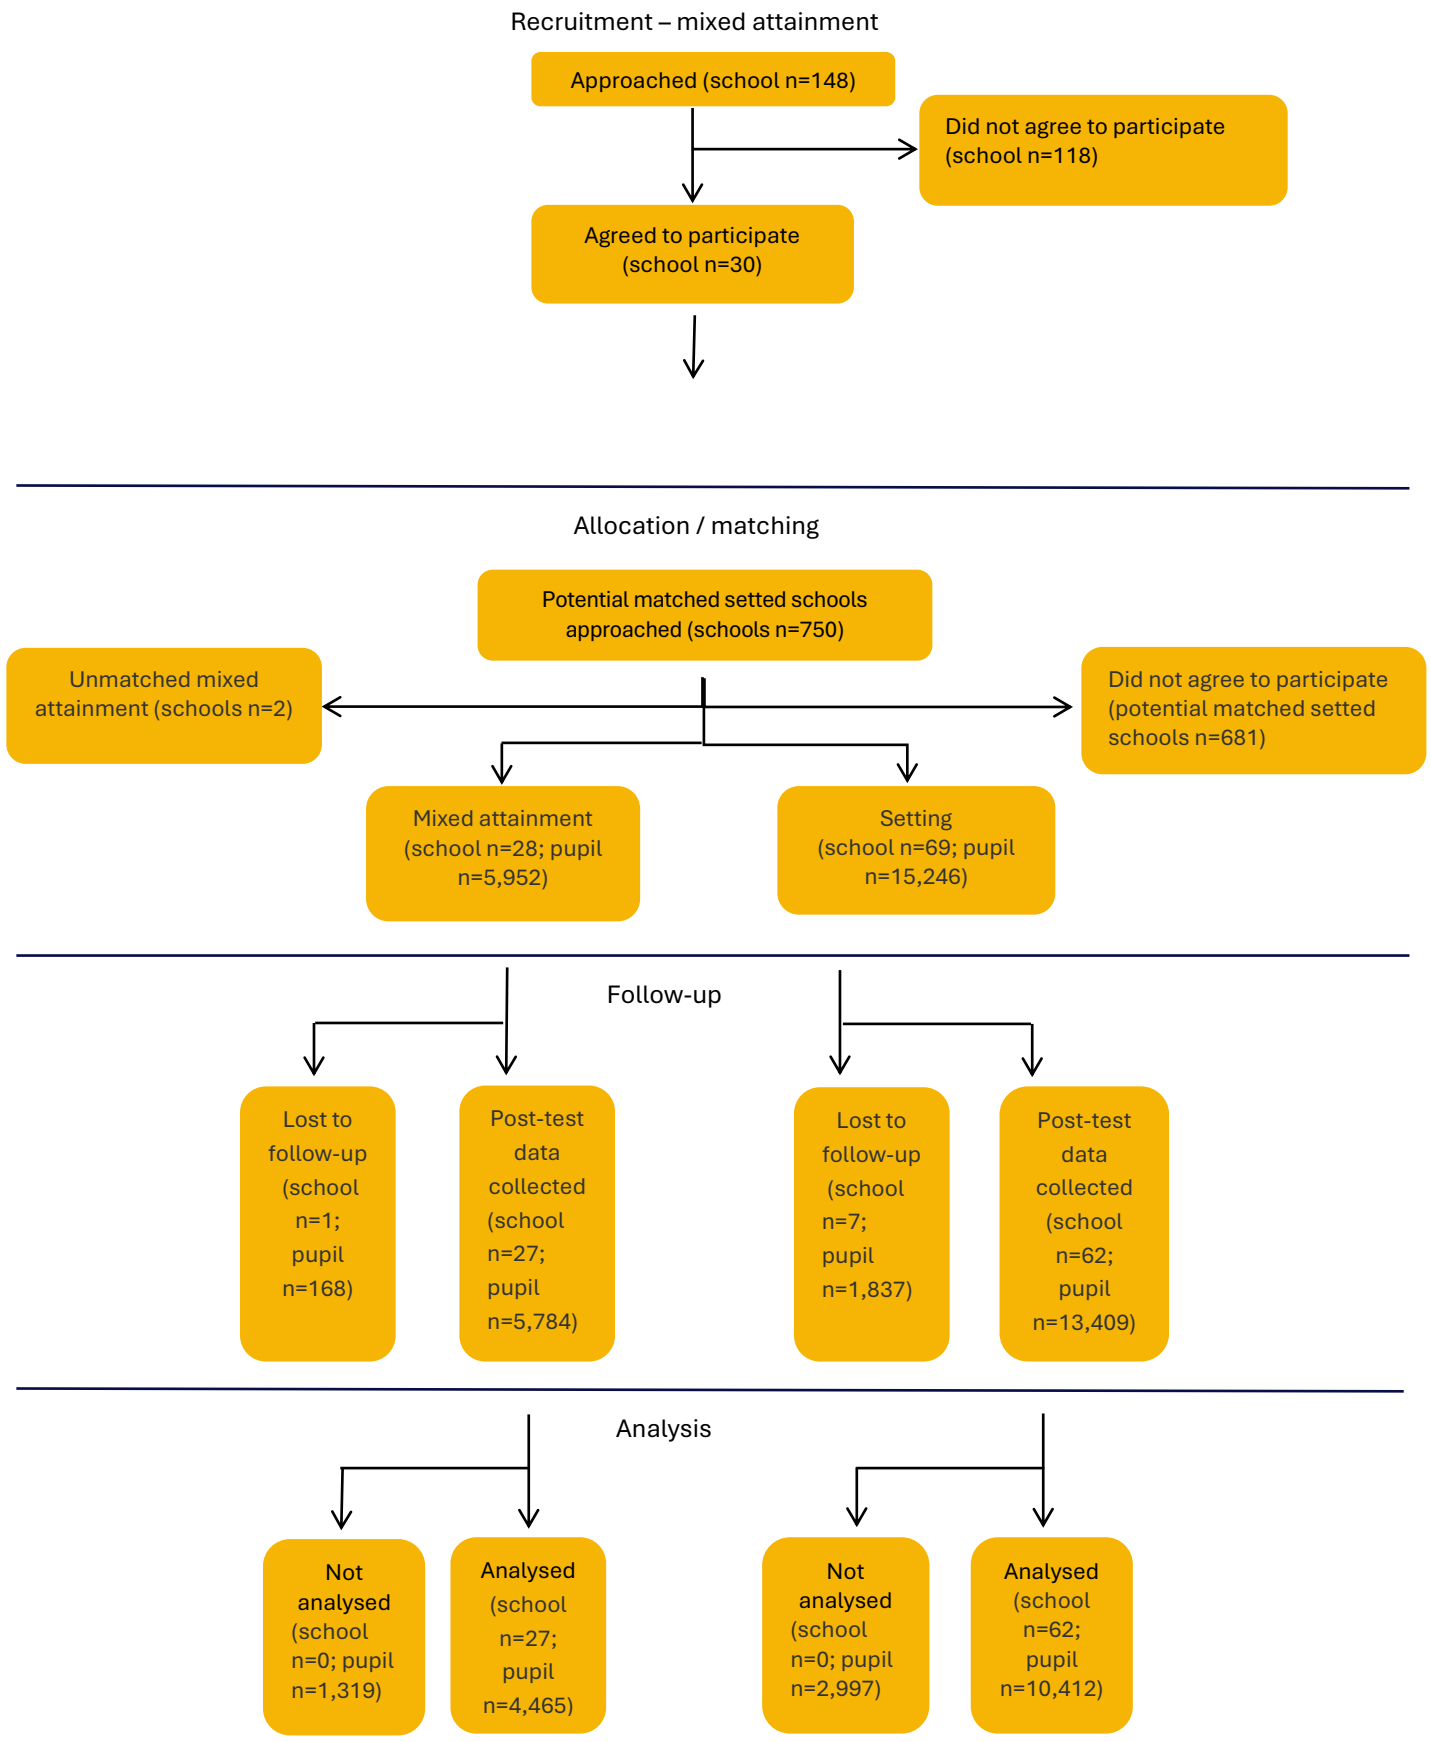 Recruitment – mixed attainment
Approached (school n=148)
Did not agree to participate
(school n=118)
Agreed to participate
(school n=30)
Allocation / matching
Potential matched setted schools
approached (schools n=750)
Unmatched mixed
attainment (schools n=2)
Did not agree to participate
(potential matched setted
schools n=681)
Mixed attainment
(school n=28; pupil
n=5,952)
Setting
(school n=69; pupil
n=15,246)
Follow-up
Lost to
follow-up
(school
n=1;
pupil
n=168)
Post-test
data
collected
(school
n=27;
pupil
n=5,784)
Lost to
follow-up
(school
n=7;
pupil
n=1,837)
Post-test
data
collected
(school
n=62;
pupil
n=13,409)
Analysis
Not
analysed
(school
n=0; pupil
n=1,319)
Analysed
(school
n=27;
pupil
n=4,465)
Not
analysed
(school
n=0; pupil
n=2,997)
Analysed
(school
n=62;
pupil
n=10,412)